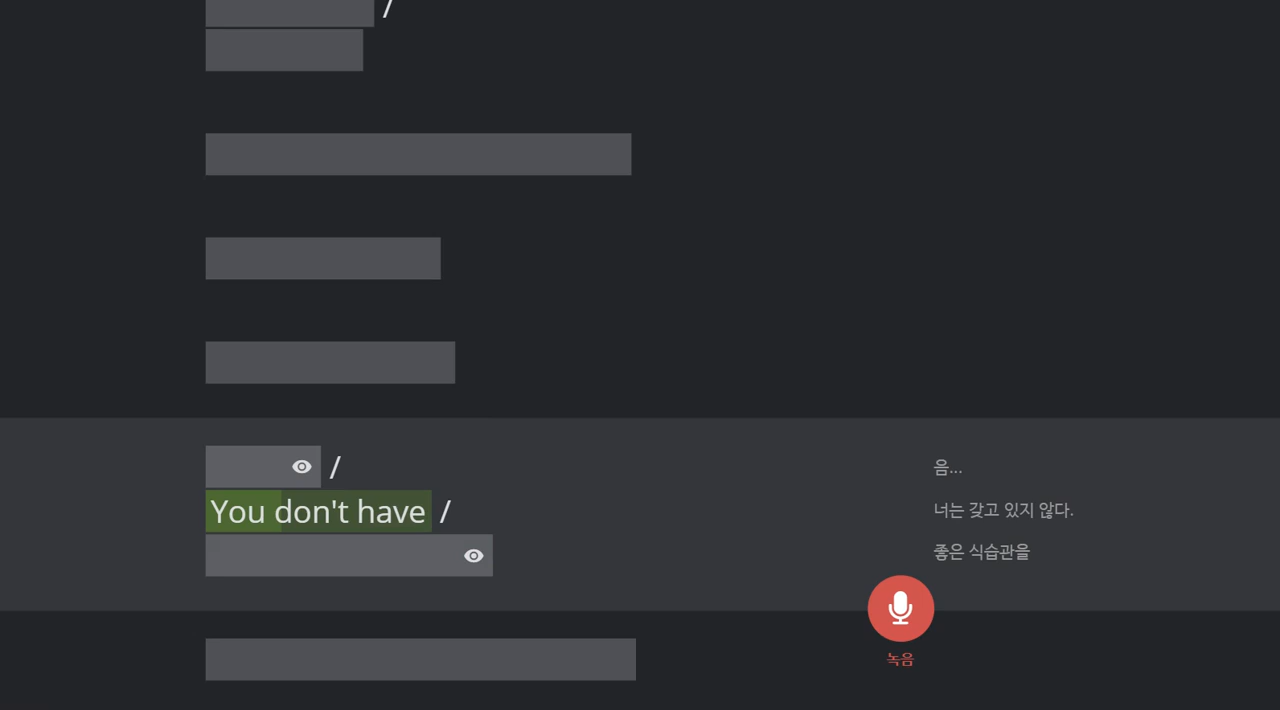 /
/
음...
You don't have /
너는 갖고 있지 않다.
좋은 식습관을
녹음